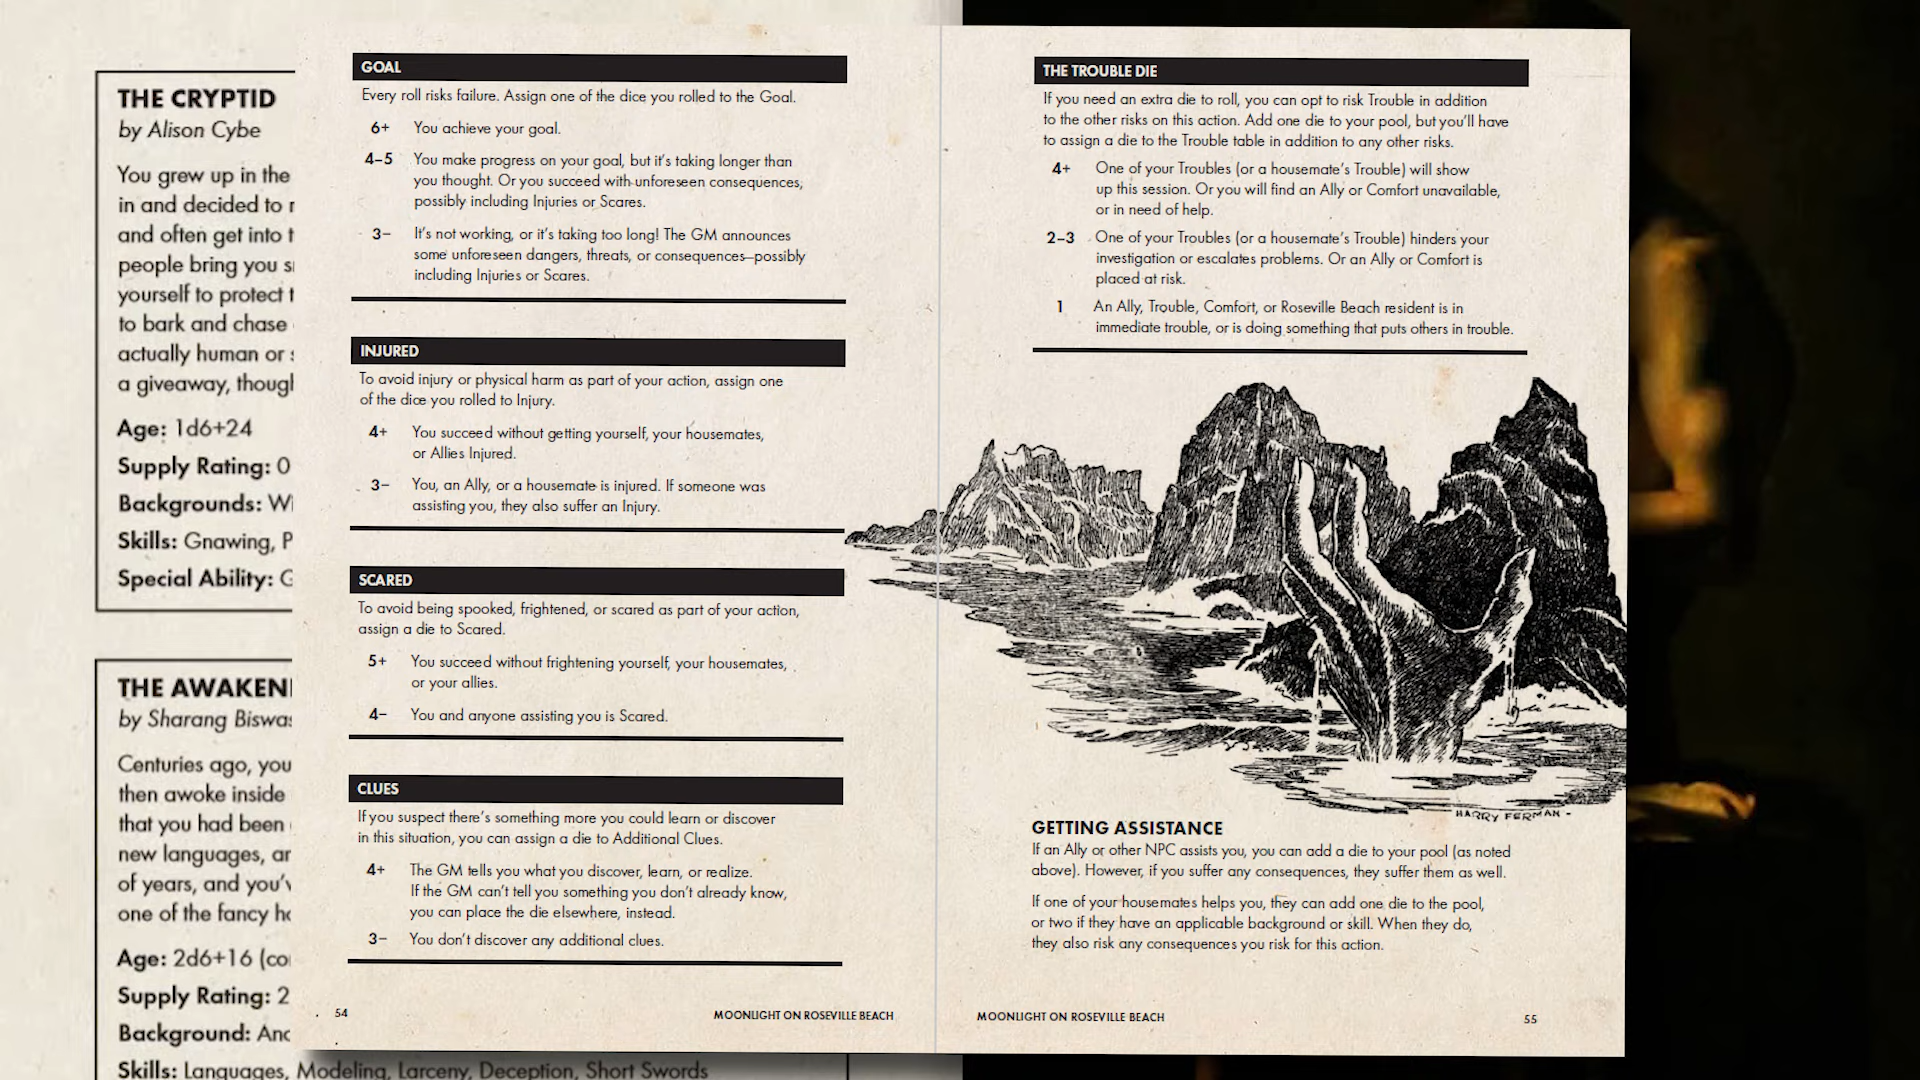 THE CRYPTID
by Alison Cybe
You grew up in the
in and decided to
and often get into
people bring you
yourself to protect
to bark and chase
actually human or
a giveaway,
Age: 1d6+24
Supply Rating: 0
Backgrounds:
Skills: Gnawing,
Special Ability:
by Sharang
Centuries ago, you
then awoke inside
that you had been
new languages,
of years, and
one of the fancy
Age: 2d6+16
Supply Rating: 2
Background:
Skills: Languages, Modeling, Larceny, Deception, Short Swords
GOAL
Every roll risks failure. Assign one of the dice you rolled to the Goal.
6+ You achieve your goal.
4–5 You make progress on your goal, but it's taking longer than
you thought. Or you succeed with unforeseen consequences,
possibly including Injuries or Scares.
3– It's not working, or it's taking too long! The GM announces
some unforeseen dangers, threats, or consequences—possibly
including Injuries or Scares.
INJURED
To avoid injury or physical harm as part of your action, assign one
of the dice you rolled to Injury.
4+ You succeed without getting yourself, your housemates,
or Allies Injured.
3– You, an Ally, or a housemate is injured. If someone was
assisting you, they also suffer an Injury.
SCARED
To avoid being spooked, frightened, or scared as part of your action,
assign a die to Scared.
5+ You succeed without frightening yourself, your housemates,
or your allies.
4– You and anyone assisting you is Scared.
CLUES
If you suspect there's something more you could learn or discover
in this situation, you can assign a die to Additional Clues.
4+ The GM tells you what you discover, learn, or realize.
If the GM can't tell you something you don't already know,
you can place the die elsewhere, instead.
3– You don't discover any additional clues.
54
MOONLIGHT ON ROSEVILLE BEACH
THE TROUBLE DIE
If you need an extra die to roll, you can opt to risk Trouble in addition
to the other risks on this action. Add one die to your pool, but you'll have
to assign a die to the Trouble table in addition to any other risks.
4+ One of your Troubles (or a housemate's Trouble) will show
up this session. Or you will find an Ally or Comfort unavailable,
or in need of help.
2–3 One of your Troubles (or a housemate's Trouble) hinders your
investigation or escalates problems. Or an Ally or Comfort is
placed at risk.
1 An Ally, Trouble, Comfort, or Roseville Beach resident is in
immediate trouble, or is doing something that puts others in trouble.
HARRY FERMAN -
GETTING ASSISTANCE
If an Ally or other NPC assists you, you can add a die to your pool (as noted
above). However, if you suffer any consequences, they suffer them as well.
If one of your housemates helps you, they can add one die to the pool,
or two if they have an applicable background or skill. When they do,
they also risk any consequences you risk for this action.
MOONLIGHT ON ROSEVILLE BEACH
55